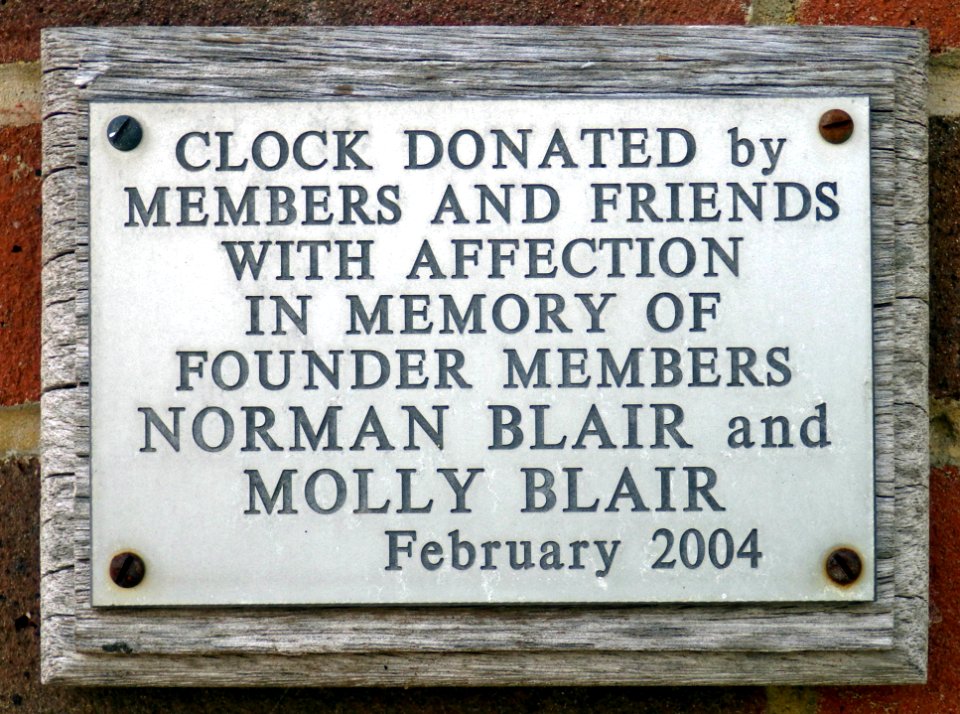 CLOCK DONATED by
MEMBERS AND FRIENDS
WITH AFFECTION
IN MEMORY OF
FOUNDER MEMBERS
NORMAN BLAIR and
MOLLY BLAIR
February 2004